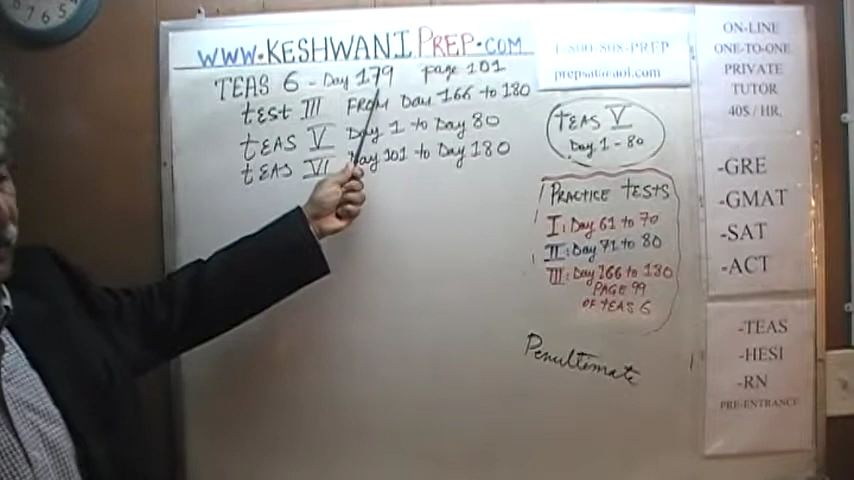 www.KESHWANIPREP.com
TEAS 6 - Day 179 page 101
test III FROM Day 166 to 180
tEAS V Day 1 to Day 80
tEAS VI Day 101 to Day 180
1-800-808-PREP
prepsat@aol.com
tEAS V
Day 1-80
PRACTICE tESTS
I: Day 61 to 70
II: Day 71 to 80
III: Day 166 to 180
PAGE 99
OF tEAS 6
Penultimate
ON-LINE
ONE-TO-ONE
PRIVATE
TUTOR
40$ / HR.
-GRE
-GMAT
-SAT
-ACT
-TEAS
-HESI
-RN
PRE-ENTRANCE
7 6 5